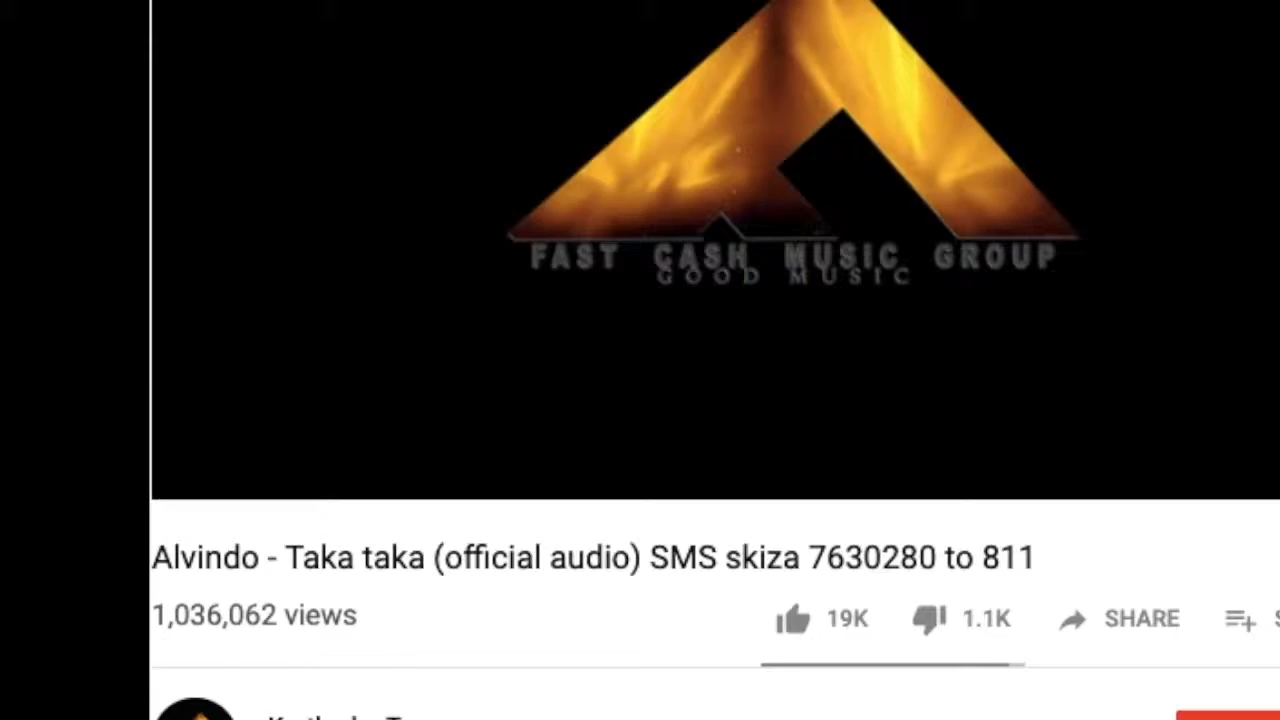 FAST CASH MUSIC GROUP
GOOD MUSIC
Alvindo - Taka taka (official audio) SMS skiza 7630280 to 811
1,036,062 views
19K
1.1K
SHARE